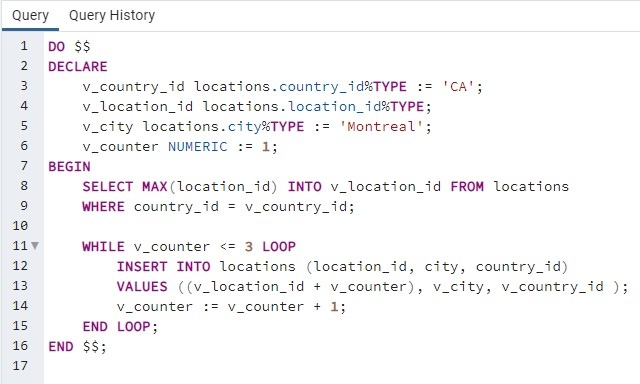 Query Query History
1 DO $$
2 DECLARE
3 v_country_id locations.country_id%TYPE := 'CA';
4 v_location_id locations.location_id%TYPE;
5 v_city locations.city%TYPE := 'Montreal';
6 v_counter NUMERIC := 1;
7 BEGIN
8 SELECT MAX(location_id) INTO v_location_id FROM locations
9 WHERE country_id = v_country_id;
10
11 WHILE v_counter <= 3 LOOP
12 INSERT INTO locations (location_id, city, country_id)
13 VALUES ((v_location_id + v_counter), v_city, v_country_id );
14 v_counter := v_counter + 1;
15 END LOOP;
16 END $$;
17